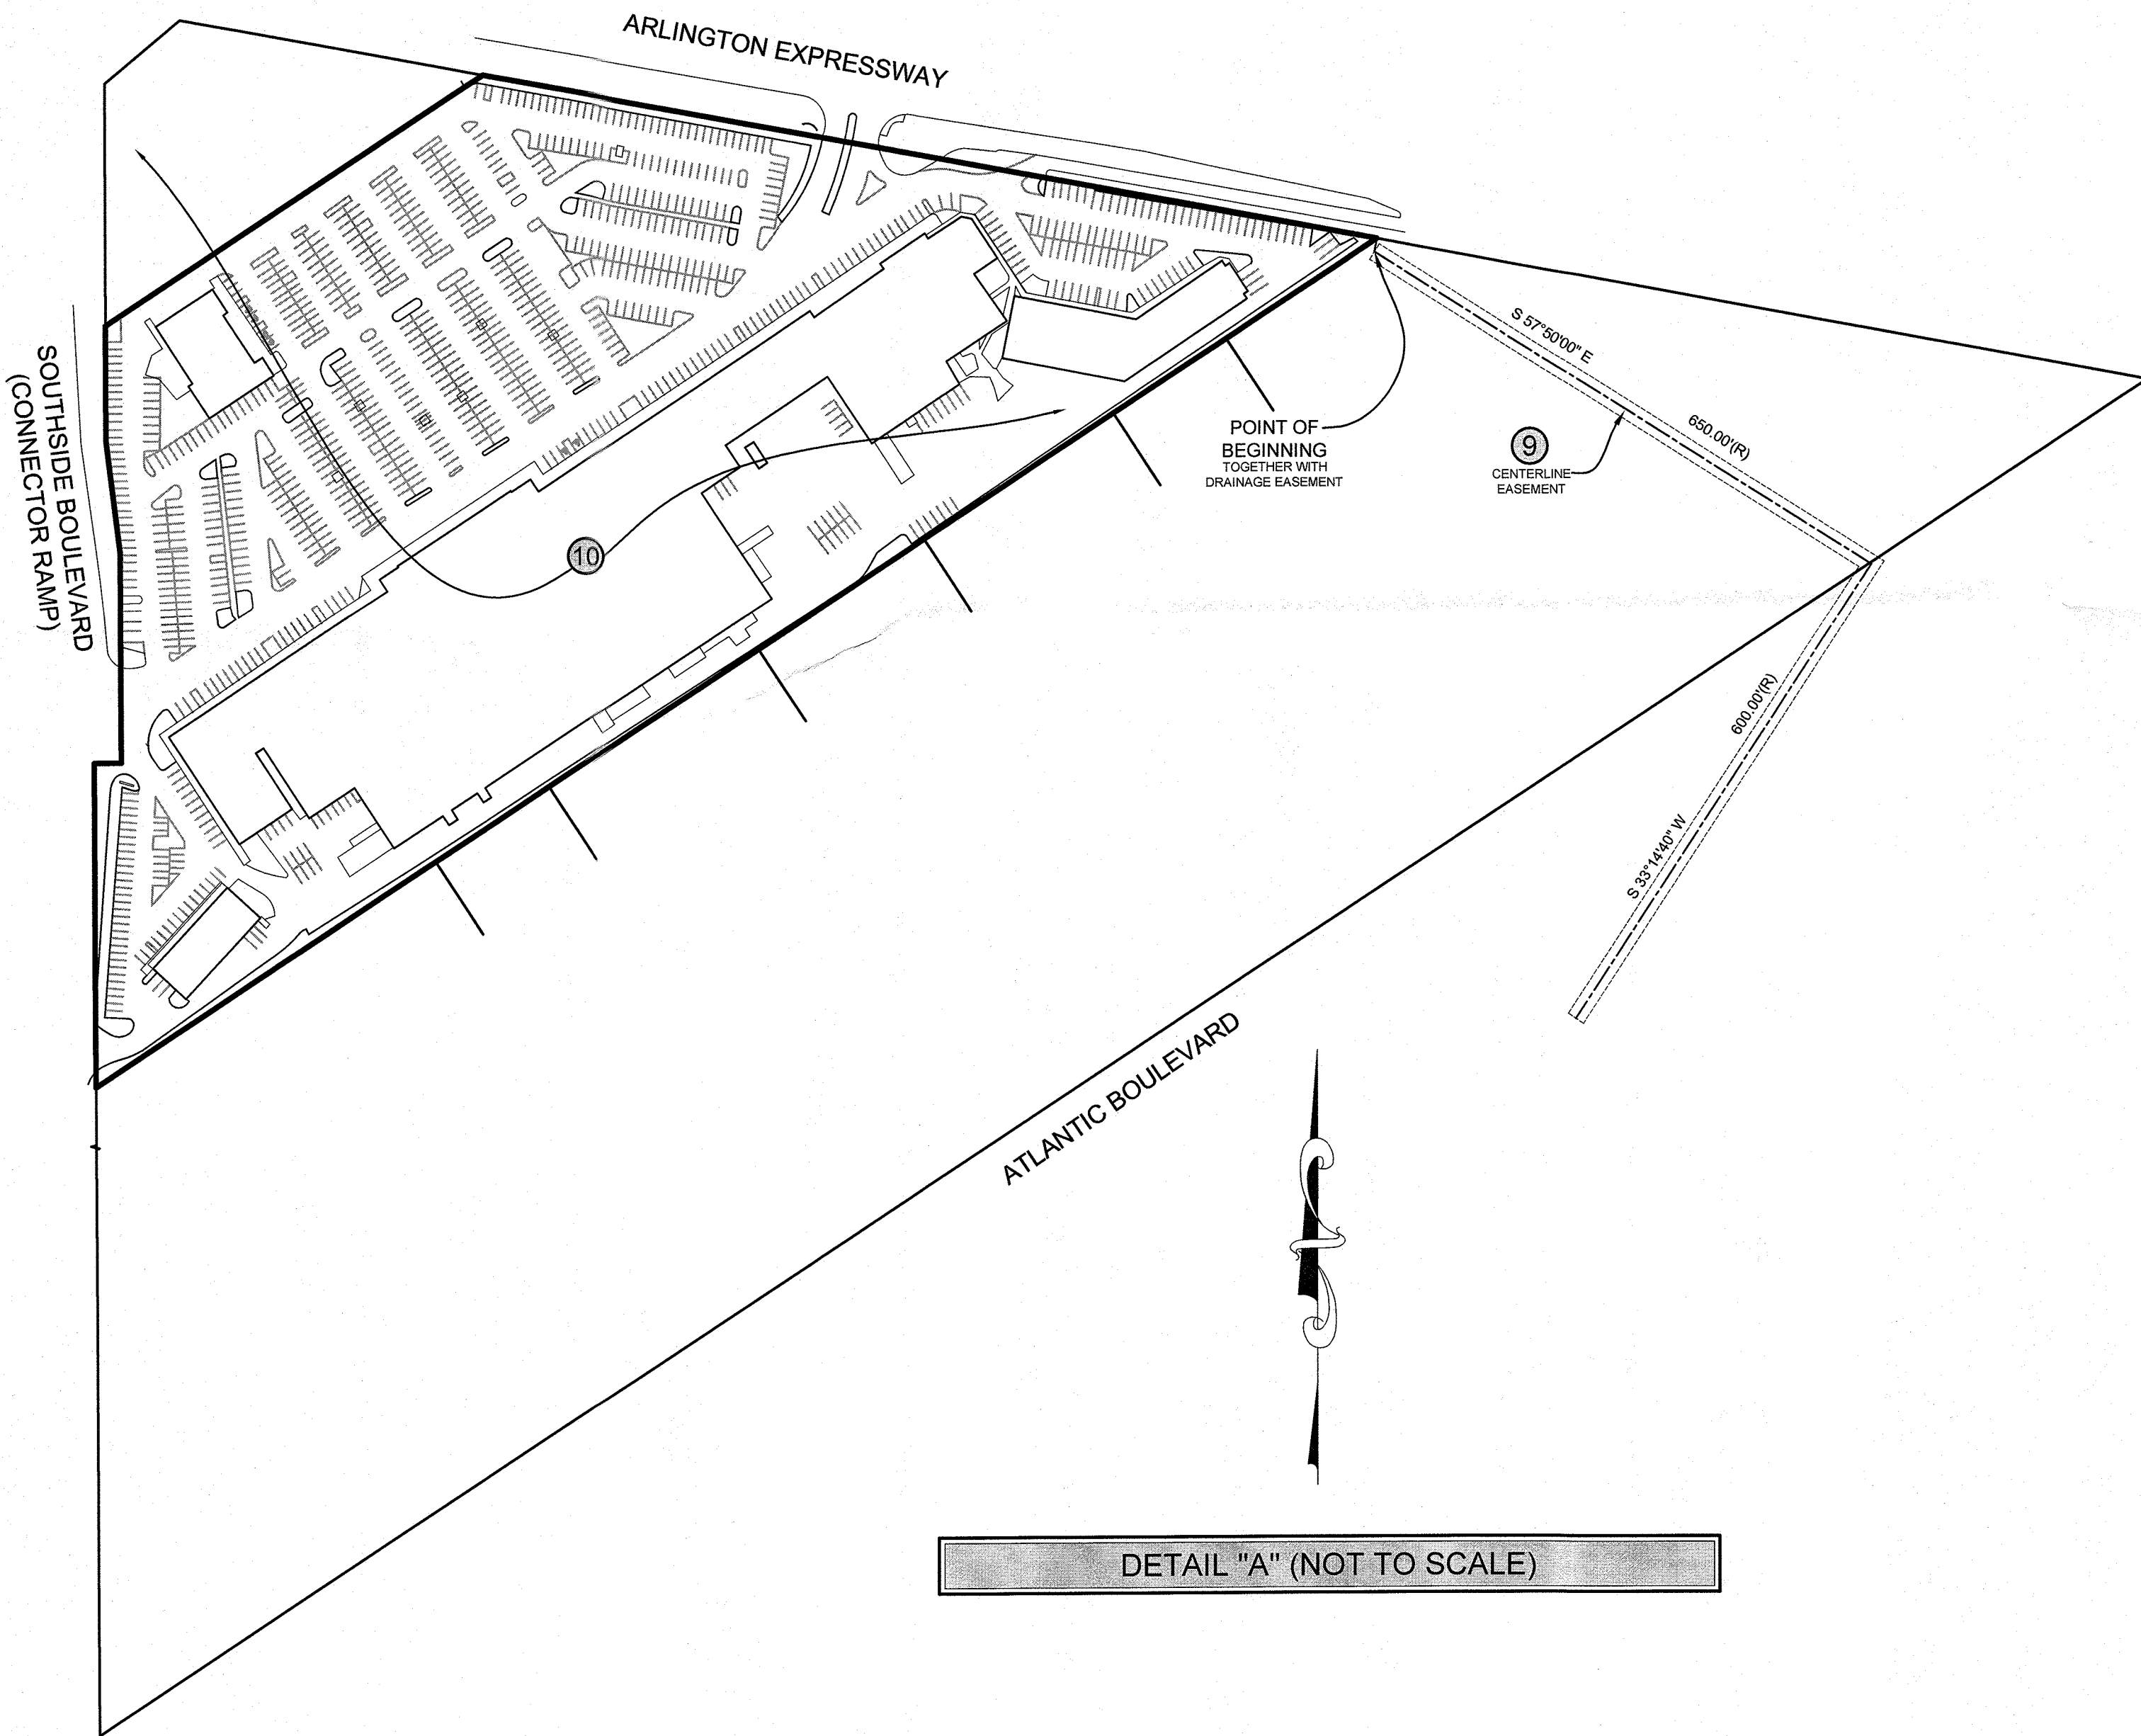 ARLINGTON EXPRESSWAY
SOUTHSIDE BOULEVARD
(CONNECTOR RAMP)
S 57°50'00" E
650.00'(R)
POINT OF
BEGINNING
TOGETHER WITH
DRAINAGE EASEMENT
9
CENTERLINE
EASEMENT
10
600.00'(R)
S 33°14'40" W
ATLANTIC BOULEVARD
DETAIL "A" (NOT TO SCALE)